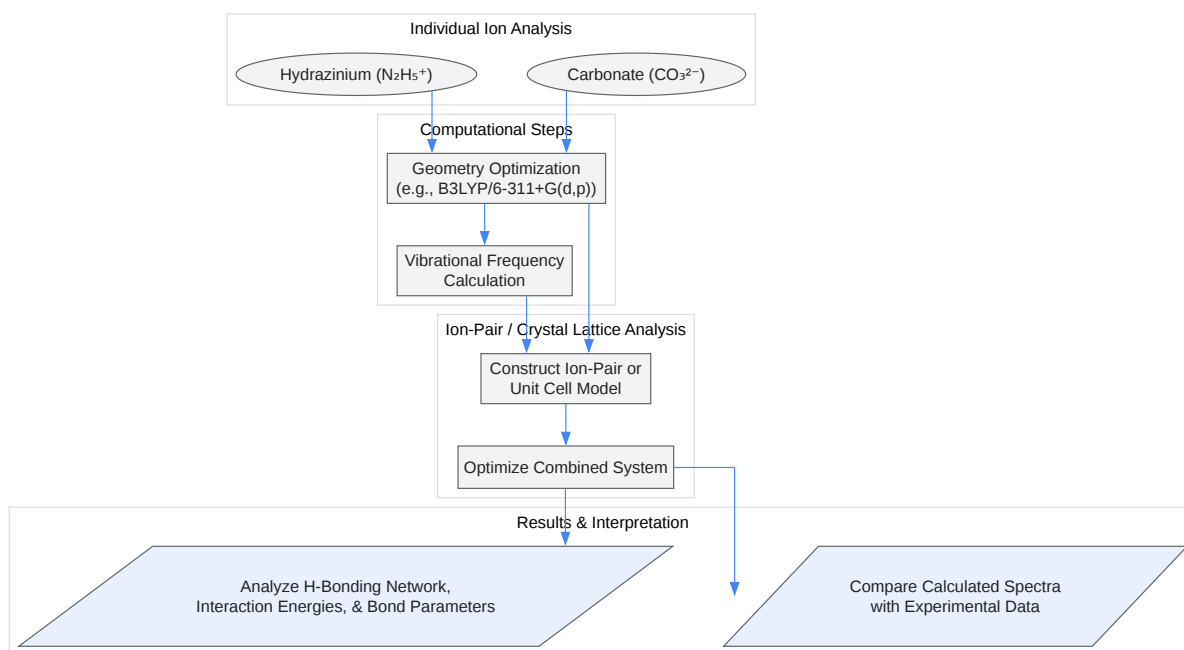 Individual Ion Analysis
Hydrazinium (N₂H₅⁺)
Carbonate (CO₃²⁻)
Computational Steps
Geometry Optimization
(e.g., B3LYP/6-311+G(d,p))
Vibrational Frequency
Calculation
Ion-Pair / Crystal Lattice Analysis
Construct Ion-Pair or
Unit Cell Model
Optimize Combined System
Results & Interpretation
Analyze H-Bonding Network,
Interaction Energies, & Bond Parameters
Compare Calculated Spectra
with Experimental Data